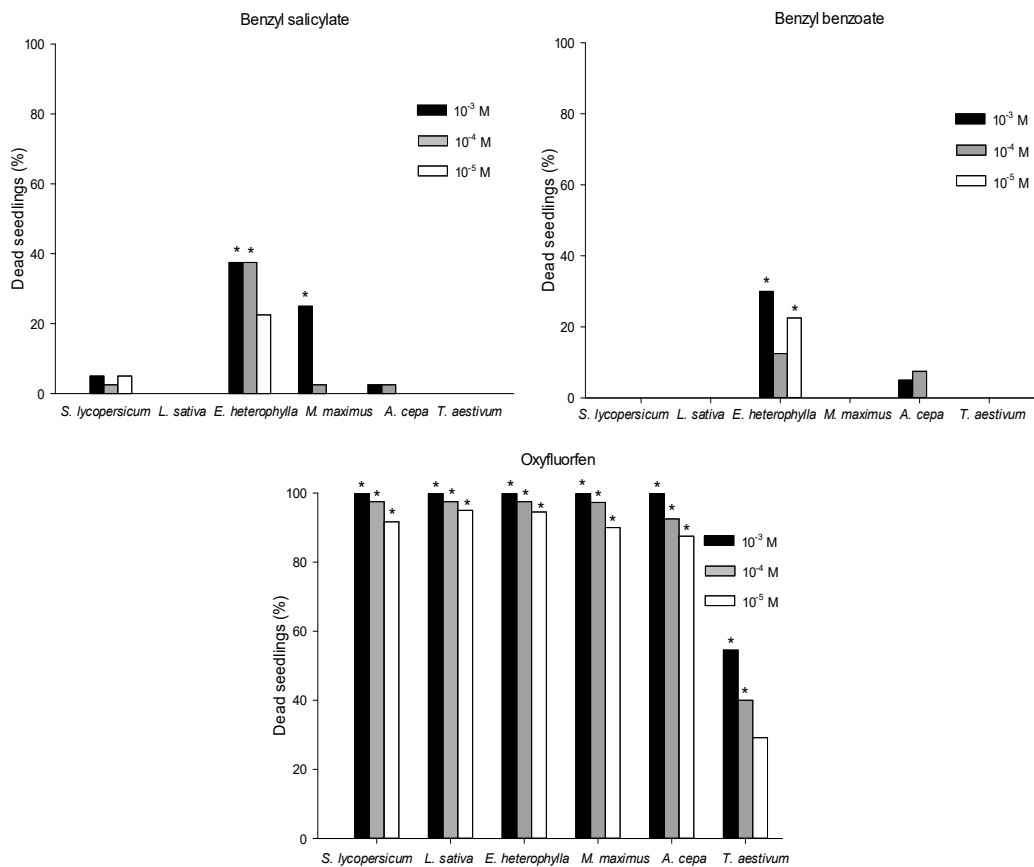 Benzyl salicylate
Dead seedlings (%)
100
80
60
40
20
0
10⁻³ M
10⁻⁴ M
10⁻⁵ M
* *
*
S. lycopersicum L. sativa E. heterophylla M. maximus A. cepa T. aestivum
Benzyl benzoate
Dead seedlings (%)
100
80
60
40
20
0
10⁻³ M
10⁻⁴ M
10⁻⁵ M
*
*
S. lycopersicum L. sativa E. heterophylla M. maximus A. cepa T. aestivum
Oxyfluorfen
Dead seedlings (%)
100
80
60
40
20
0
* * * * * * * * * * * * * * *
10⁻³ M
10⁻⁴ M
10⁻⁵ M
*
*
S. lycopersicum L. sativa E. heterophylla M. maximus A. cepa T. aestivum